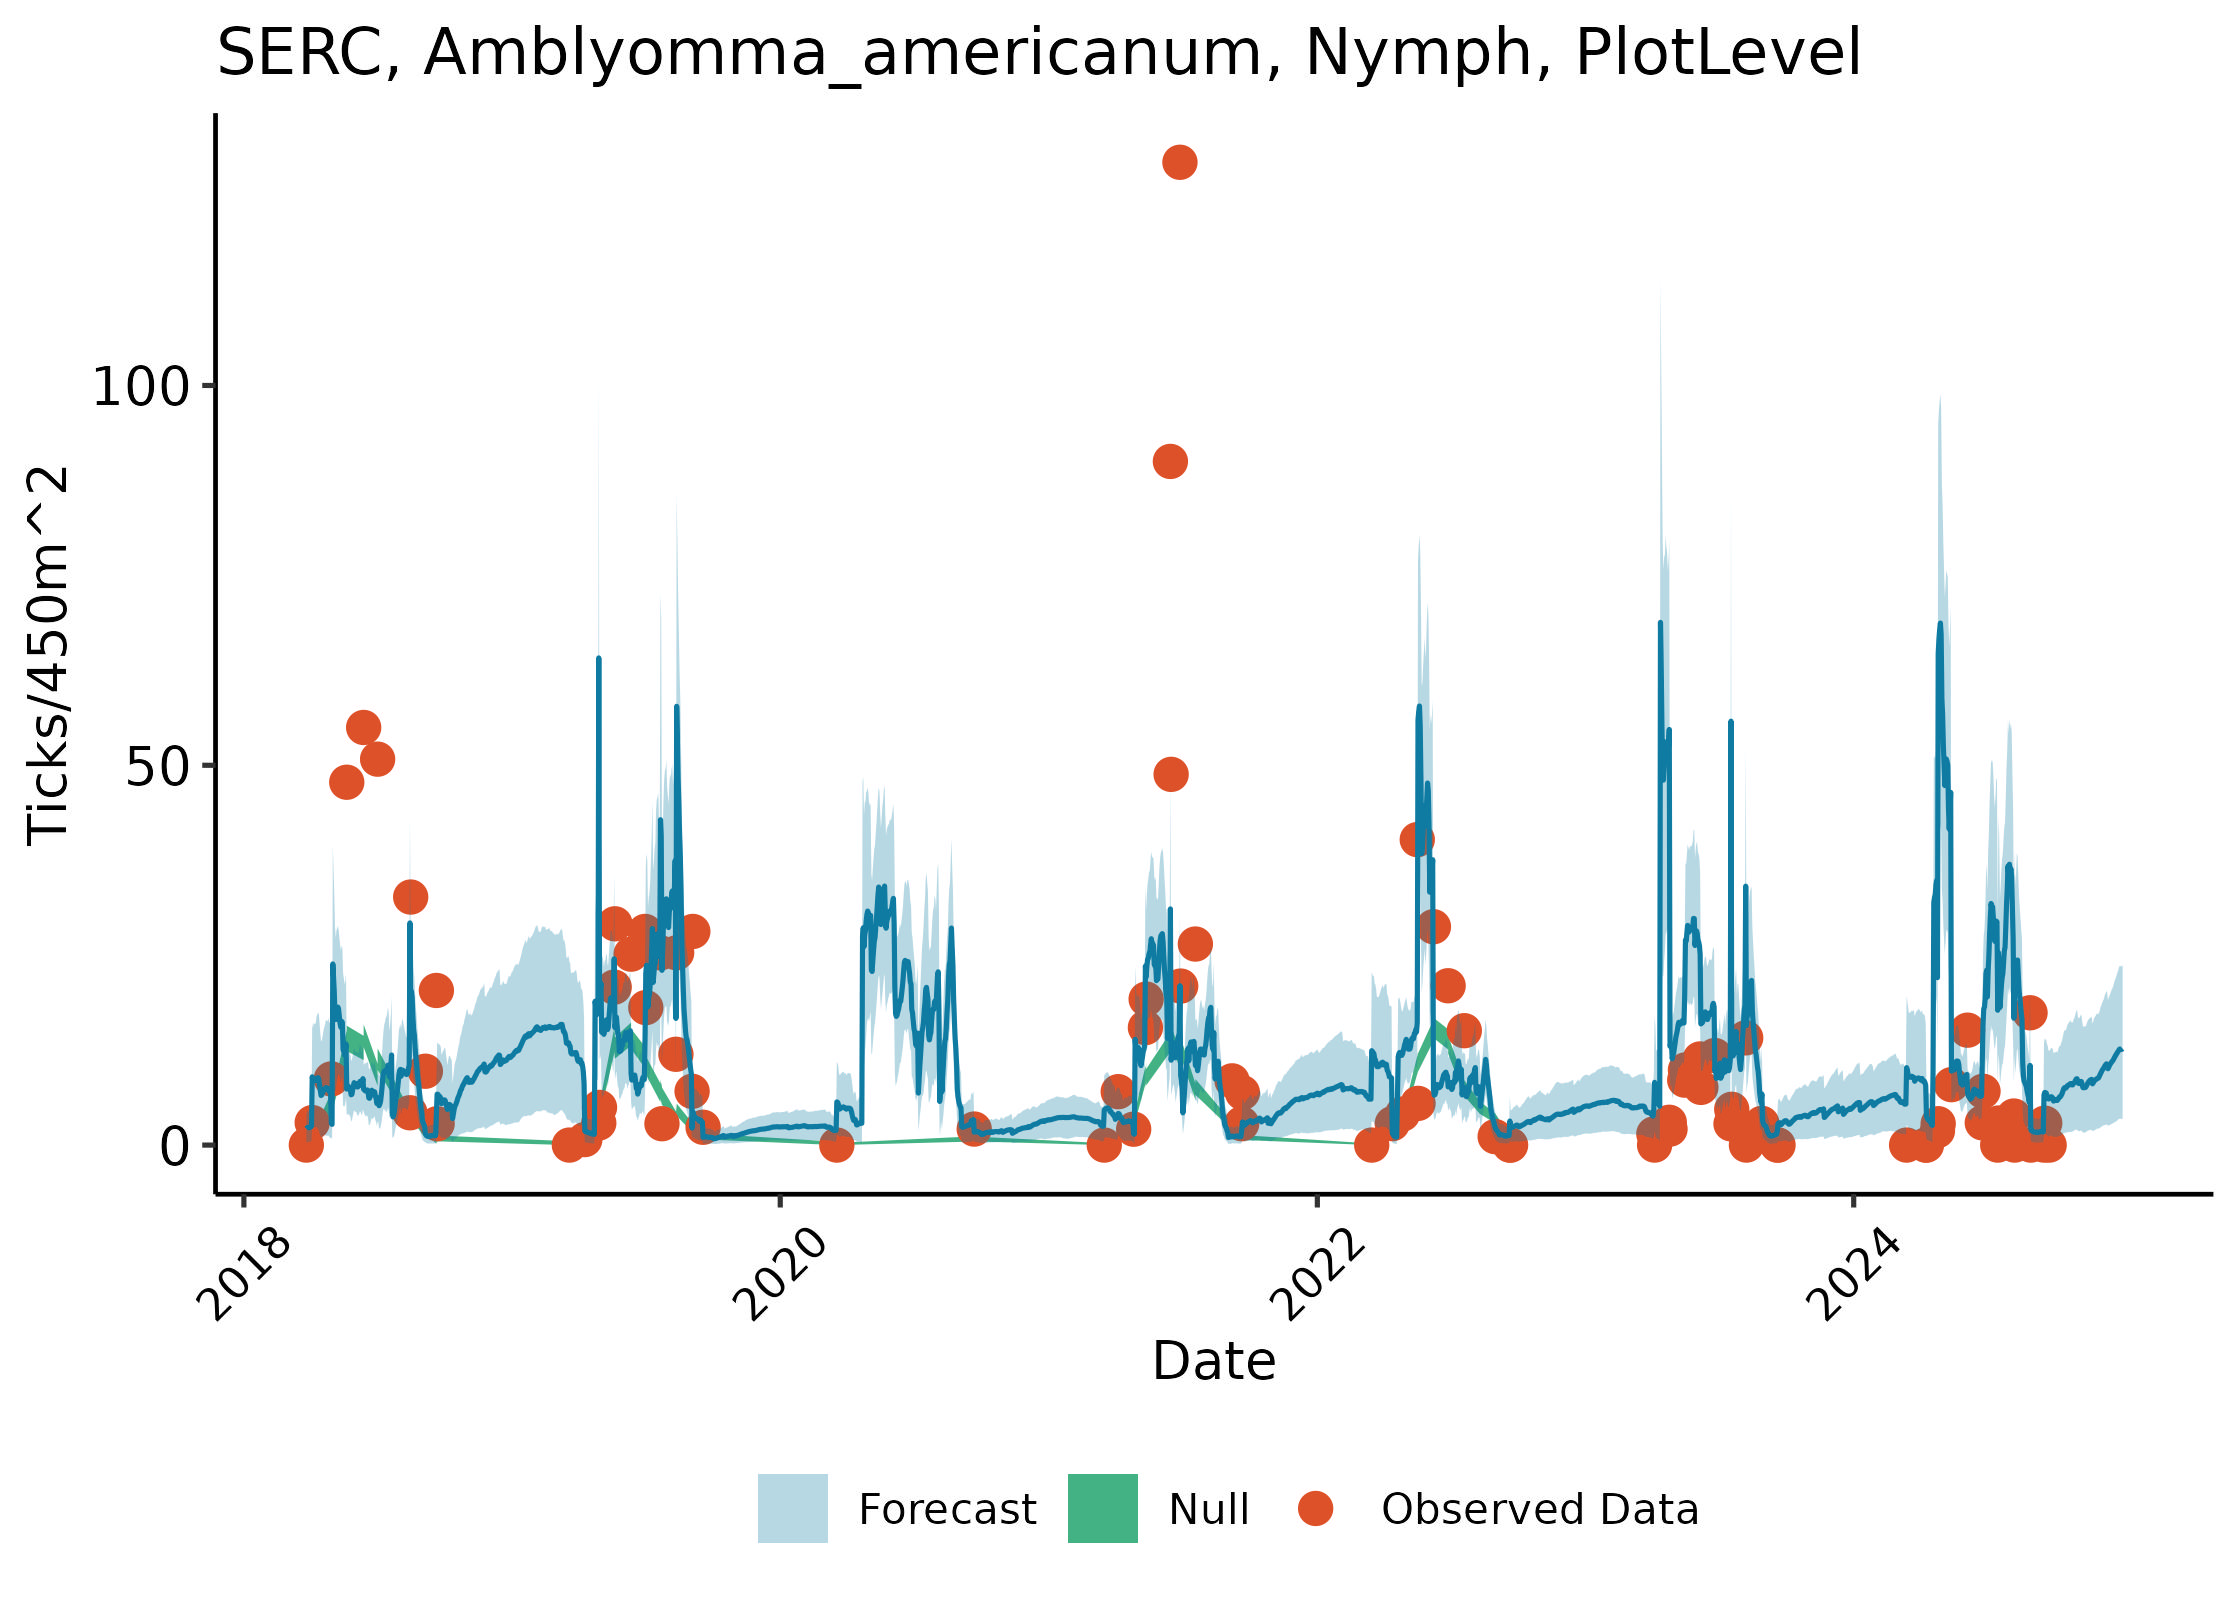 SERC, Amblyomma_americanum, Nymph, PlotLevel
Ticks/450m^2
100
50
0
2018
2020
2022
2024
Date
Forecast
Null
Observed Data